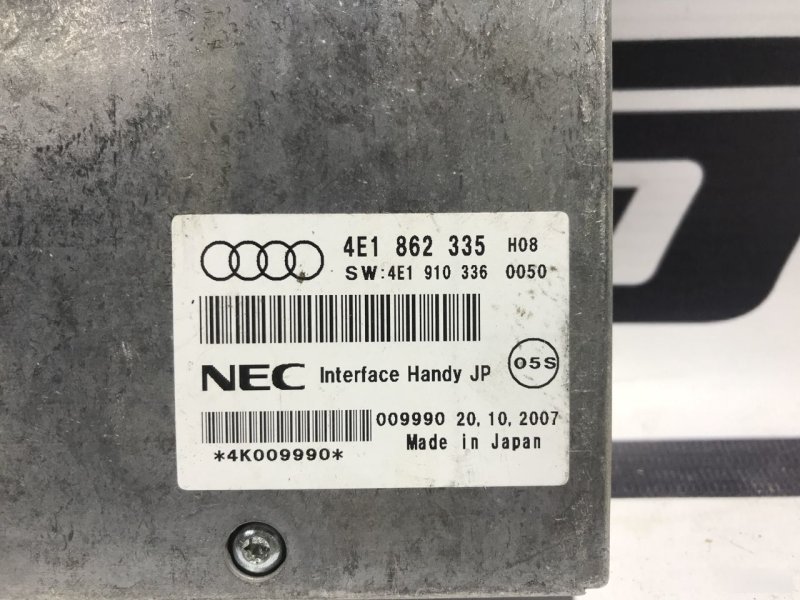 4E1 862 335 H08
SW:4E1 910 336 0050
NEC Interface Handy JP 05S
009990 20, 10, 2007
Made in Japan
*4K009990*